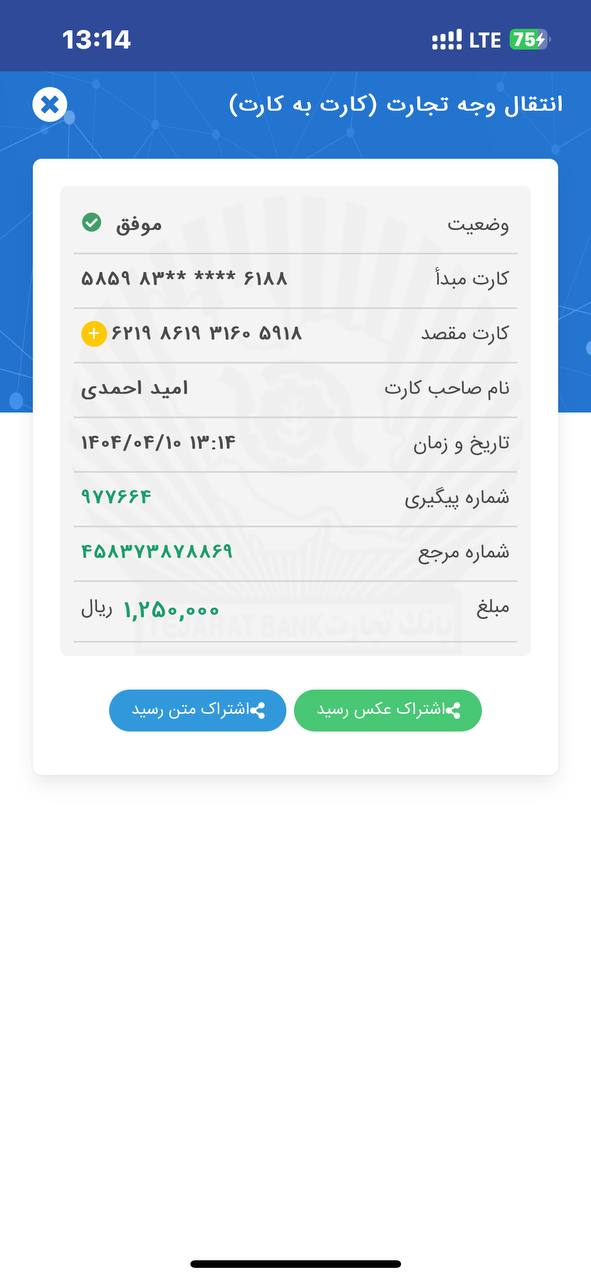 13:14 LTE 75
انتقال وجه تجارت (کارت به کارت)
وضعیت موفق
کارت مبدأ ۵۸۵۹ ۸۳** **** ۶۱۸۸
کارت مقصد ۶۲۱۹ ۸۶۱۹ ۳۱۶۰ ۵۹۱۸
نام صاحب کارت امید احمدی
تاریخ و زمان ۱۴۰۴/۰۴/۱۰ ۱۳:۱۴
شماره پیگیری ۹۷۷۶۶۴
شماره مرجع ۴۵۸۳۷۳۸۷۸۸۶۹
مبلغ ۱,۲۵۰,۰۰۰ ریال
بانک تجارت TEJARAT BANK
اشتراک عکس رسید اشتراک متن رسید